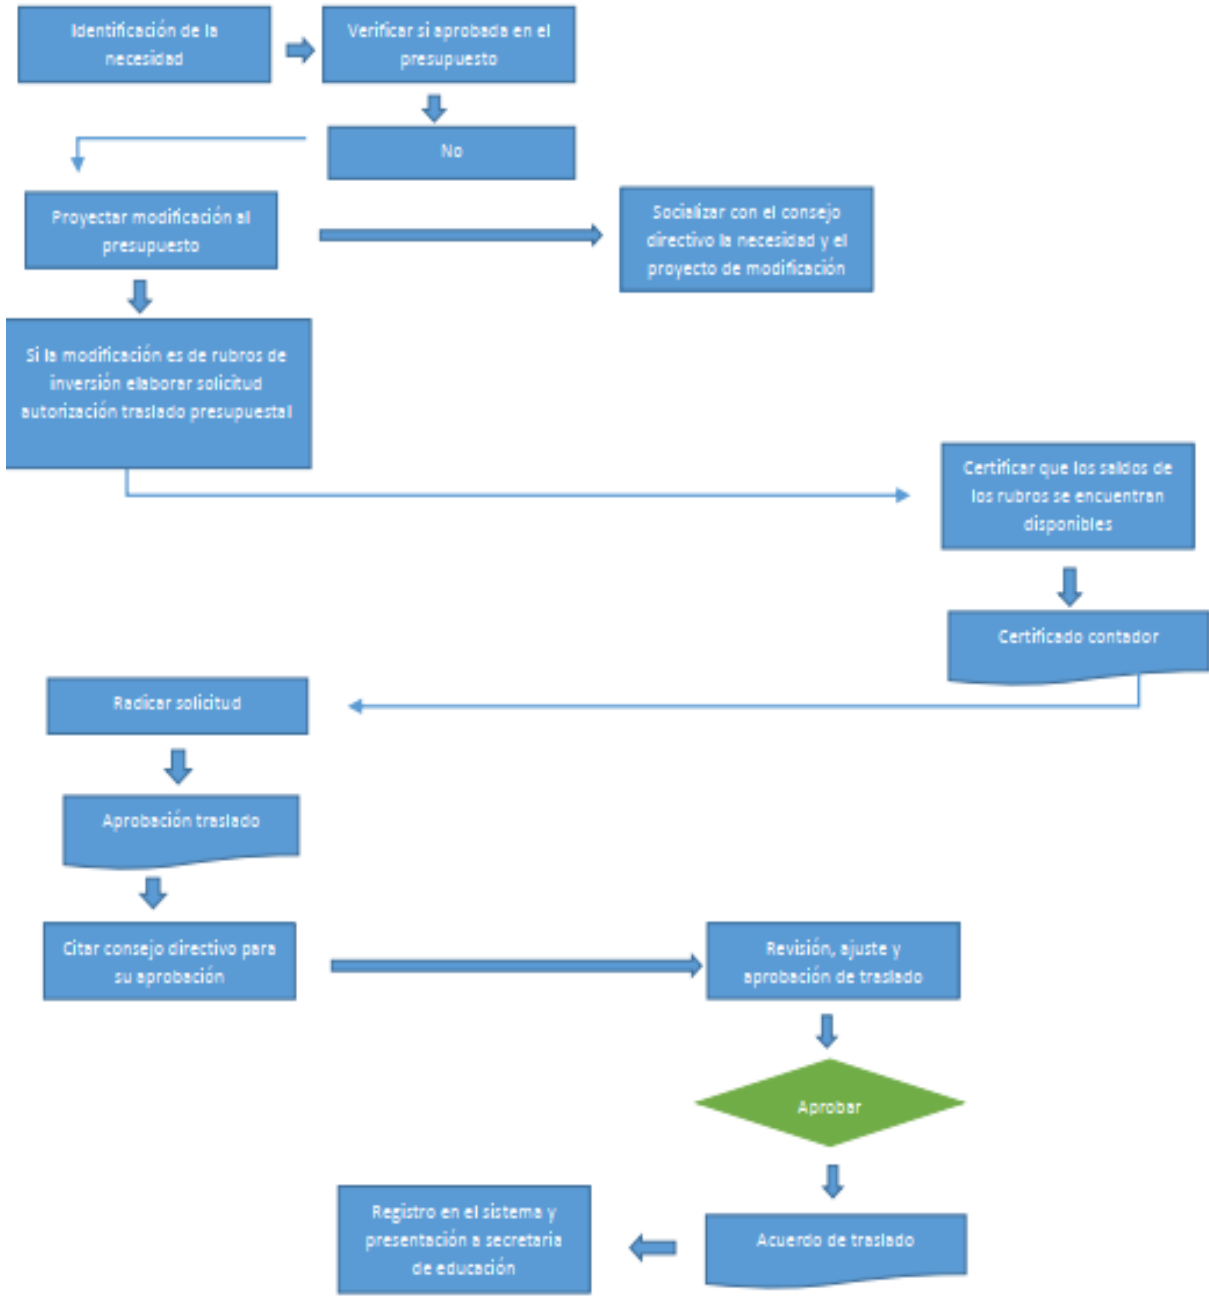 Identificación de la
necesidad
Verificar si aprobada en el
presupuesto
No
Proyectar modificación al
presupuesto
Socializar con el consejo
directivo la necesidad y el
proyecto de modificación
Si la modificación es de rubros de
inversión elaborar solicitud
autorización traslado presupuestal
Certificar que los saldos de
los rubros se encuentran
disponibles
Certificado contador
Radicar solicitud
Aprobación traslado
Citar consejo directivo para
su aprobación
Revisión, ajuste y
aprobación de traslado
Aprobar
Acuerdo de traslado
Registro en el sistema y
presentación a secretaria
de educación